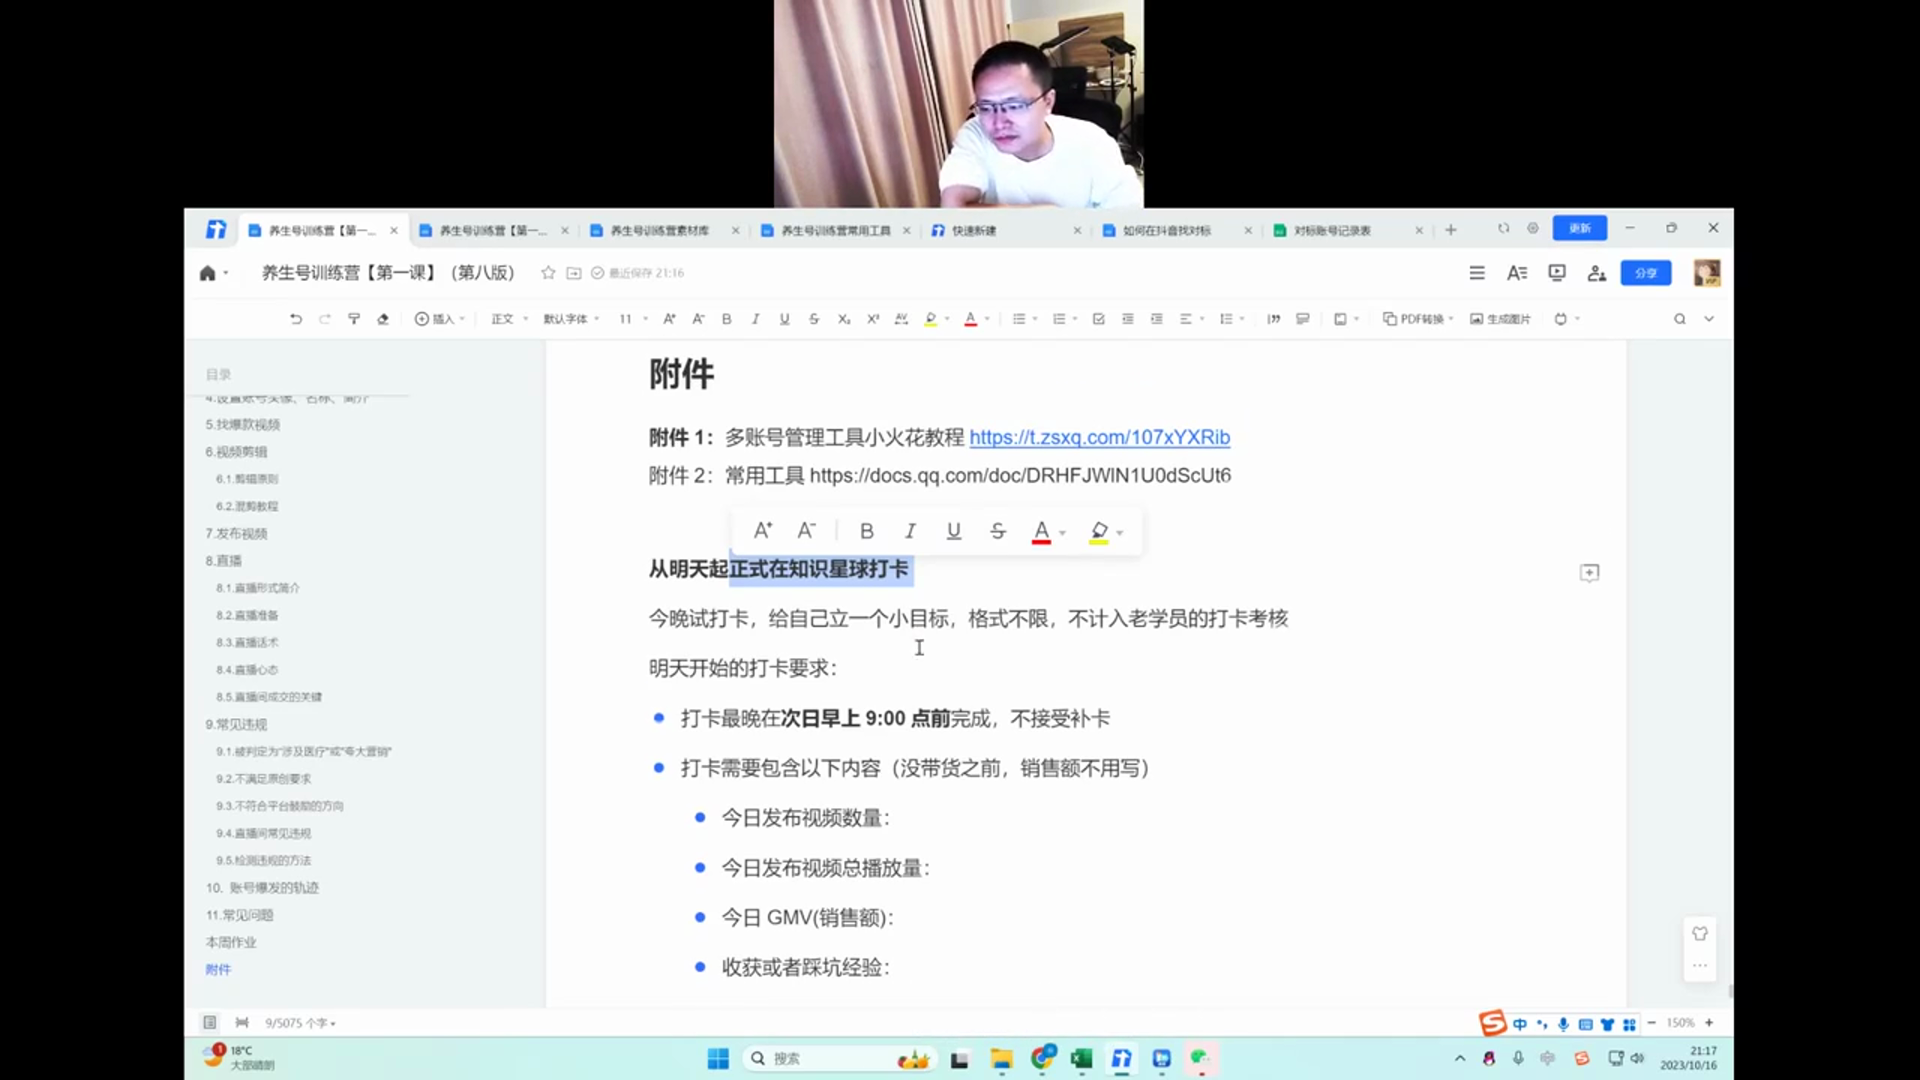 养生号训练营【第一...
养生号训练营【第一...
养生号训练营素材库
养生号训练营常用工具
快速新建
如何在抖音找对标
对标账号记录表
更新
养生号训练营【第一课】（第八版）
最近保存 21:16
分享
插入
正文
默认字体
11
PDF转换
生成图片
目录
4.设置账号头像、名称、简介
5.找爆款视频
6.视频剪辑
6.1.剪辑原则
6.2.混剪教程
7.发布视频
8.直播
8.1.直播形式简介
8.2.直播准备
8.3.直播话术
8.4.直播心态
8.5.直播间成交的关键
9.常见违规
9.1.被判定为“涉及医疗”或“夸大营销”
9.2.不满足原创要求
9.3.不符合平台鼓励的方向
9.4.直播间常见违规
9.5.检测违规的方法
10. 账号爆发的轨迹
11.常见问题
本周作业
附件
附件
附件 1：多账号管理工具小火花教程 https://t.zsxq.com/107xYXRib
附件 2：常用工具 https://docs.qq.com/doc/DRHFJWlN1U0dScUt6
从明天起正式在知识星球打卡
今晚试打卡，给自己立一个小目标，格式不限，不计入老学员的打卡考核
明天开始的打卡要求：
打卡最晚在次日早上 9:00 点前完成，不接受补卡
打卡需要包含以下内容（没带货之前，销售额不用写）
今日发布视频数量：
今日发布视频总播放量：
今日 GMV(销售额)：
收获或者踩坑经验：
9/5075 个字
中
150%
1
18°C
大部晴朗
搜索
21:17
2023/10/16